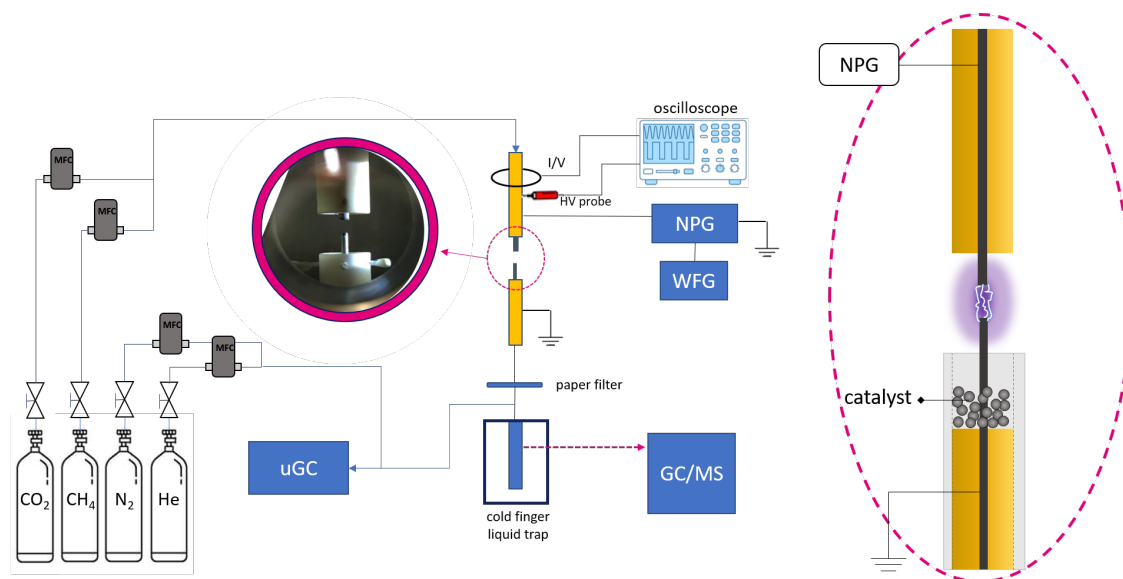 oscilloscope
NPG
MFC
I/V
HV probe
MFC
NPG
WFG
MFC
MFC
paper filter
catalyst
uGC
GC/MS
CO₂
CH₄
N₂
He
cold finger
liquid trap